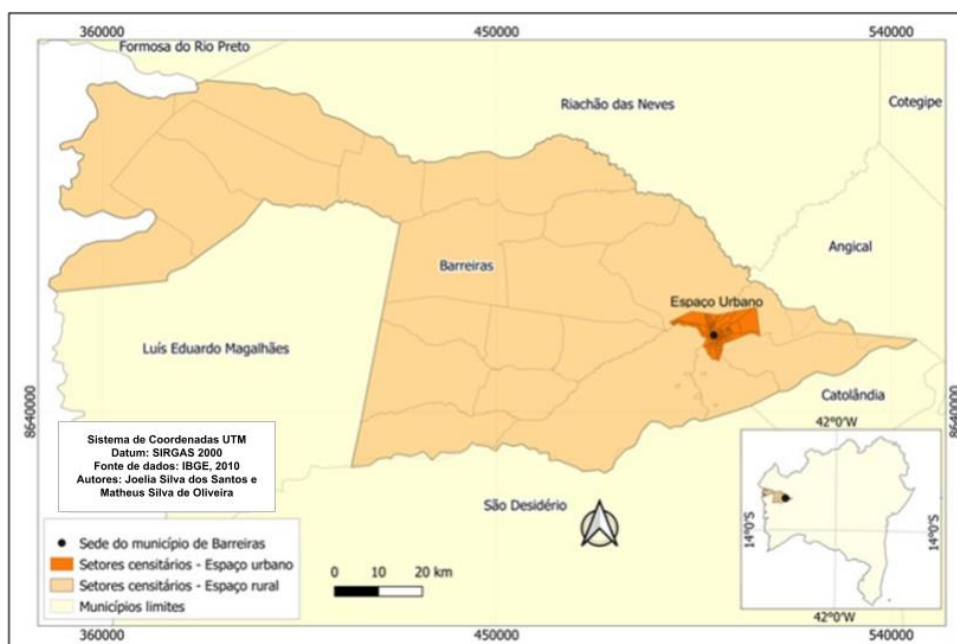 360000
450000
540000
Formosa do Rio Preto
Riachão das Neves
Cotegipe
Angical
Barreiras
Espaço Urbano
Luís Eduardo Magalhães
Catolândia
8640000
8640000
42°0'W
Sistema de Coordenadas UTM
Datum: SIRGAS 2000
Fonte de dados: IBGE, 2010
Autores: Joelia Silva dos Santos e
Matheus Silva de Oliveira
São Desidério
14°0'S
14°0'S
Sede do município de Barreiras
Setores censitários - Espaço urbano
Setores censitários - Espaço rural
Municípios limites
0 10 20 km
42°0'W
360000
450000
540000